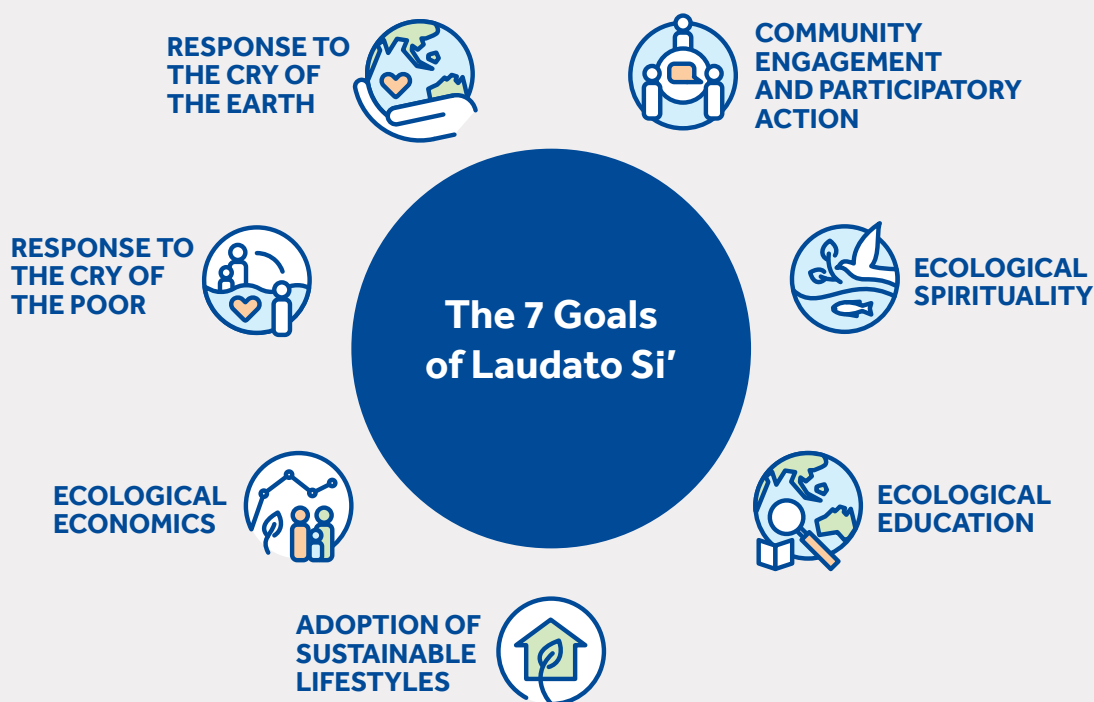 RESPONSE TO
THE CRY OF
THE EARTH
COMMUNITY
ENGAGEMENT
AND PARTICIPATORY
ACTION
RESPONSE TO
THE CRY OF
THE POOR
The 7 Goals
of Laudato Si’
ECOLOGICAL
SPIRITUALITY
ECOLOGICAL
ECONOMICS
ECOLOGICAL
EDUCATION
ADOPTION OF
SUSTAINABLE
LIFESTYLES